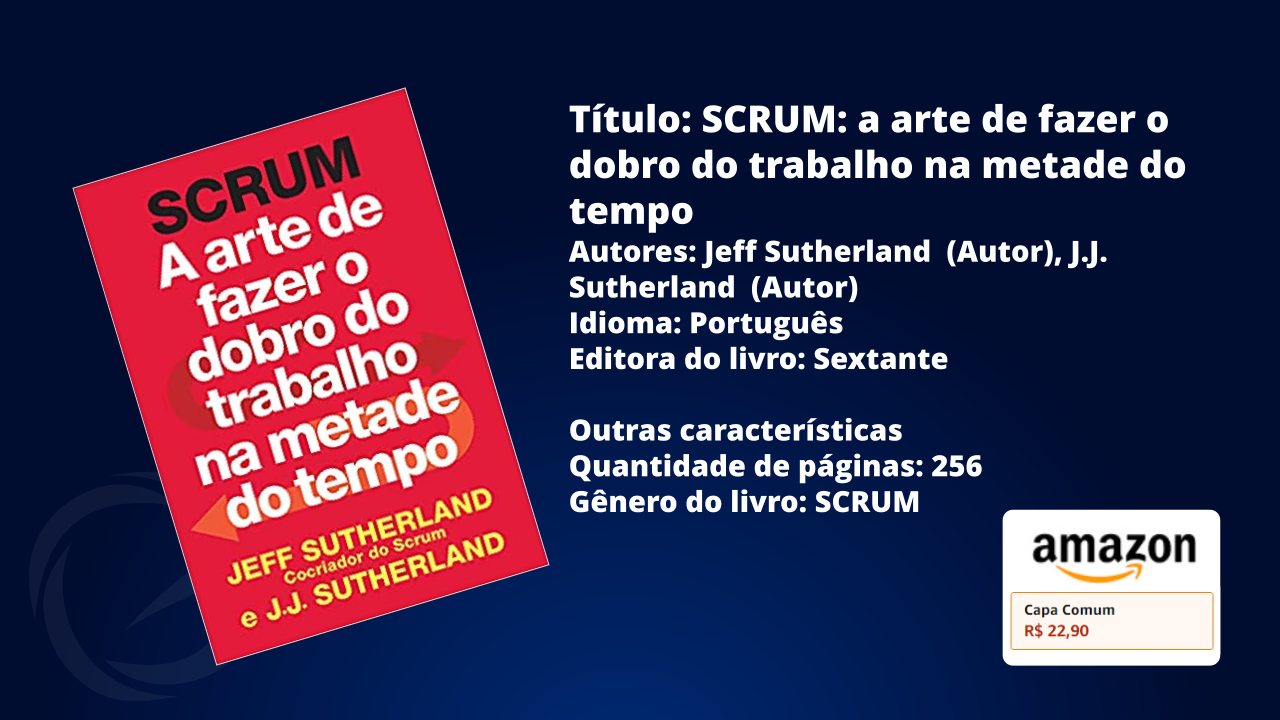 SCRUM
A arte de
fazer o
dobro do
trabalho
na metade
do tempo
JEFF SUTHERLAND
Cocriador do Scrum
e J.J. SUTHERLAND
Título: SCRUM: a arte de fazer o
dobro do trabalho na metade do
tempo
Autores: Jeff Sutherland (Autor), J.J.
Sutherland (Autor)
Idioma: Português
Editora do livro: Sextante
Outras características
Quantidade de páginas: 256
Gênero do livro: SCRUM
amazon
Capa Comum
R$ 22,90